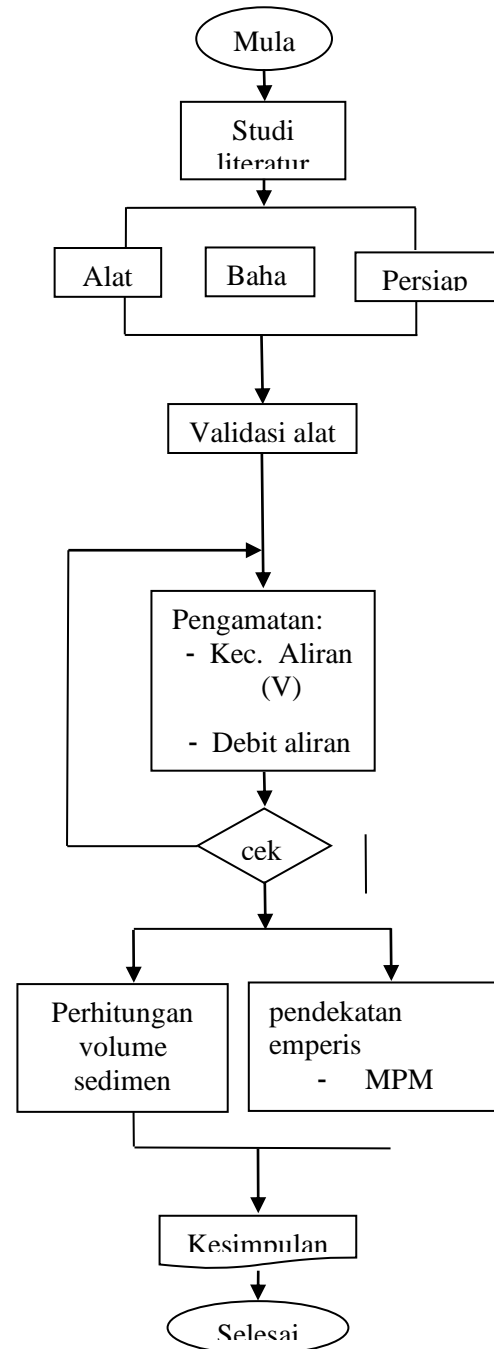 Mula
Studi
literatur
Alat
Baha
Persiap
Validasi alat
Pengamatan:
- Kec. Aliran
(V)
- Debit aliran
cek
Perhitungan
volume
sedimen
pendekatan
emperis
- MPM
Kesimpulan
Selesai